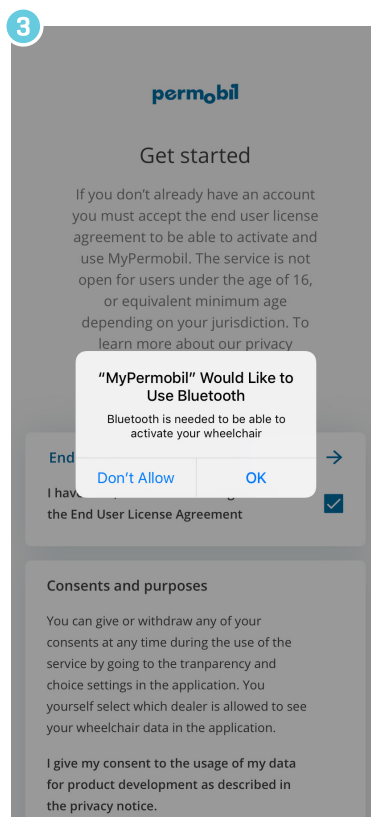 3
permobil
Get started
If you don't already have an account
you must accept the end user license
agreement to be able to activate and
use MyPermobil. The service is not
open for users under the age of 16,
or equivalent minimum age
depending on your jurisdiction. To
learn more about our privacy
"MyPermobil" Would Like to
Use Bluetooth
Bluetooth is needed to be able to
activate your wheelchair
Don't Allow
OK
End
I have
the End User License Agreement
Consents and purposes
You can give or withdraw any of your
consents at any time during the use of the
service by going to the tranparency and
choice settings in the application. You
yourself select which dealer is allowed to see
your wheelchair data in the application.
I give my consent to the usage of my data
for product development as described in
the privacy notice.